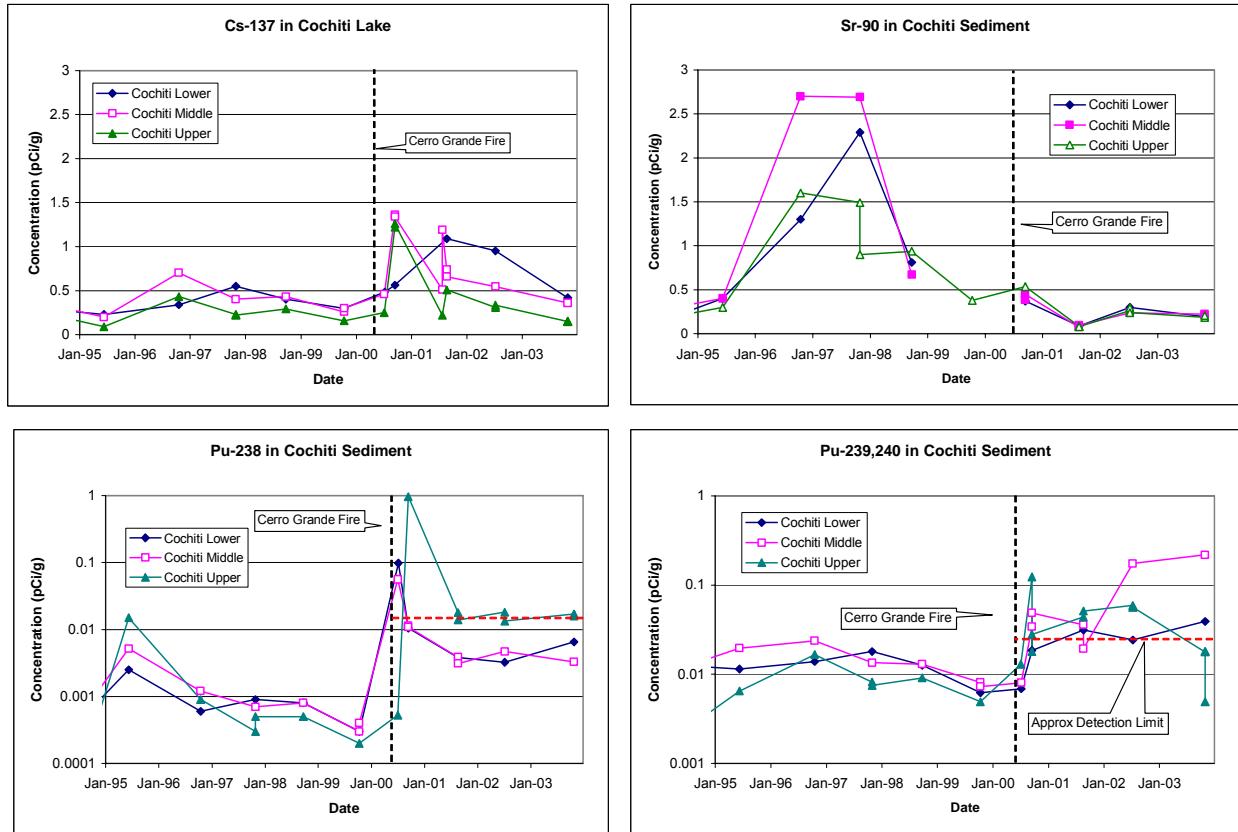 Cs-137 in Cochiti Lake
3
2.5
2
1.5
1
0.5
0
Concentration (pCi/g)
Cochiti Lower
Cochiti Middle
Cochiti Upper
Cerro Grande Fire
Jan-95 Jan-96 Jan-97 Jan-98 Jan-99 Jan-00 Jan-01 Jan-02 Jan-03
Date
Sr-90 in Cochiti Sediment
3
2.5
2
1.5
1
0.5
0
Concentration (pCi/g)
Cochiti Lower
Cochiti Middle
Cochiti Upper
Cerro Grande Fire
Jan-95 Jan-96 Jan-97 Jan-98 Jan-99 Jan-00 Jan-01 Jan-02 Jan-03
Date
Pu-238 in Cochiti Sediment
1
0.1
0.01
0.001
0.0001
Concentration (pCi/g)
Cerro Grande Fire
Cochiti Lower
Cochiti Middle
Cochiti Upper
Jan-95 Jan-96 Jan-97 Jan-98 Jan-99 Jan-00 Jan-01 Jan-02 Jan-03
Date
Pu-239,240 in Cochiti Sediment
1
0.1
0.01
0.001
Concentration (pCi/g)
Cochiti Lower
Cochiti Middle
Cochiti Upper
Cerro Grande Fire
Approx Detection Limit
Jan-95 Jan-96 Jan-97 Jan-98 Jan-99 Jan-00 Jan-01 Jan-02 Jan-03
Date